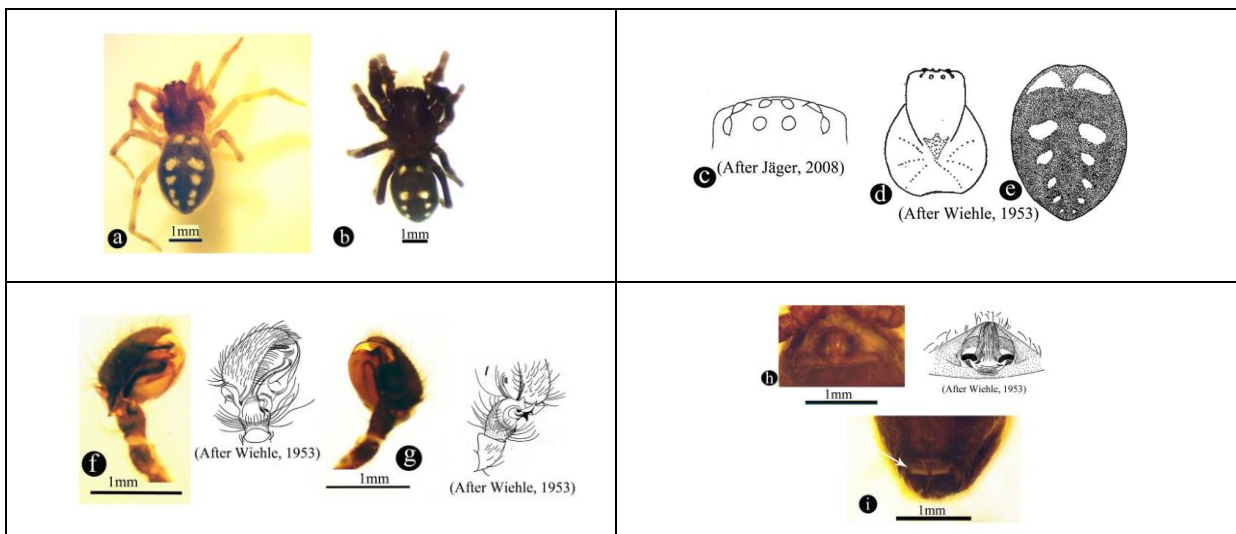 a
1mm
b
1mm
c
(After Jäger, 2008)
d
e
(After Wiehle, 1953)
f
1mm
(After Wiehle, 1953)
g
1mm
(After Wiehle, 1953)
h
1mm
(After Wiehle, 1953)
i
1mm